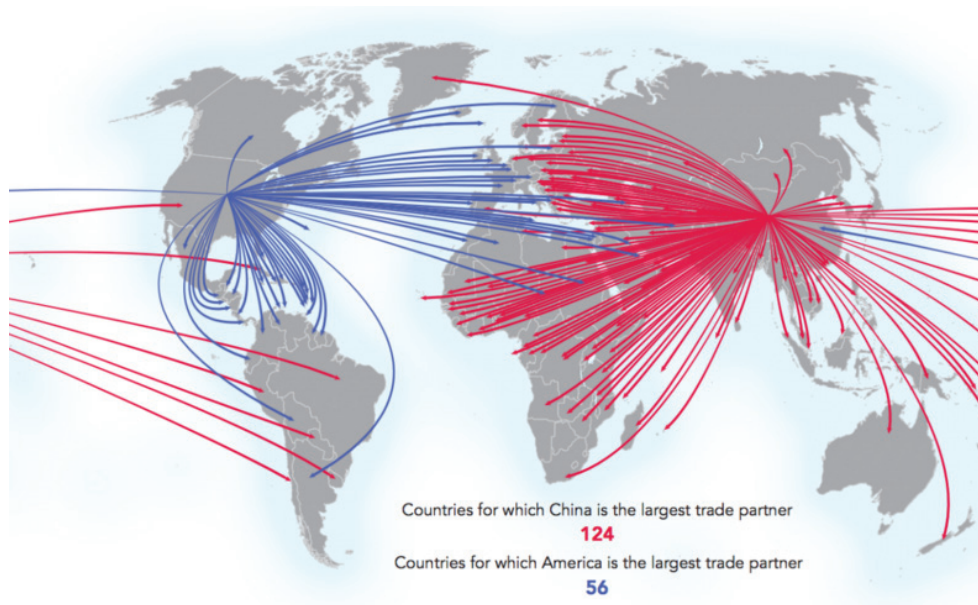 Countries for which China is the largest trade partner
124
Countries for which America is the largest trade partner
56